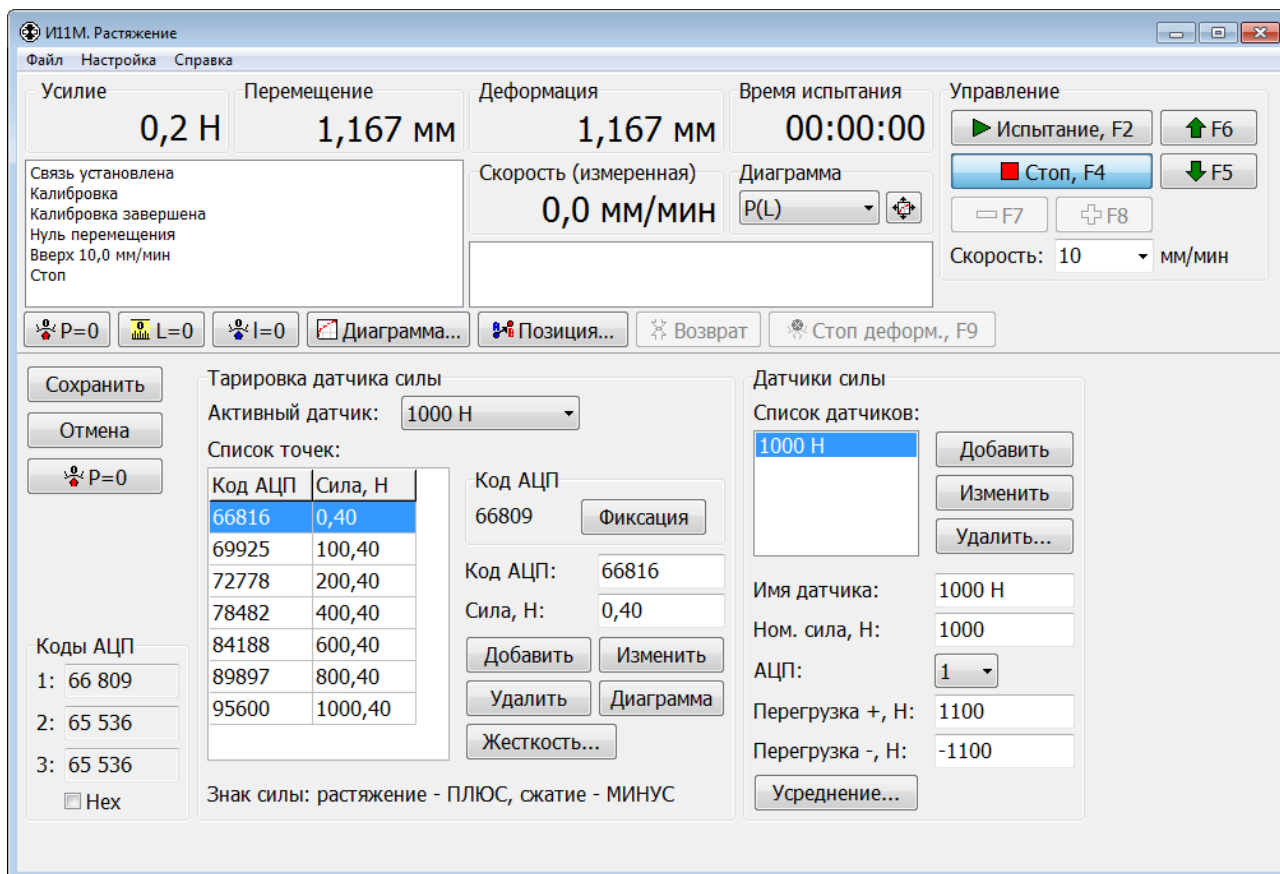 И11М. Растяжение
Файл Настройка Справка
Усилие Перемещение Деформация Время испытания Управление
0,2 Н 1,167 мм 1,167 мм 00:00:00
Испытание, F2 F6
Стоп, F4 F5
F7 F8
Скорость: 10 мм/мин
Связь установлена
Калибровка
Калибровка завершена
Нуль перемещения
Вверх 10,0 мм/мин
Стоп
Скорость (измеренная) Диаграмма
0,0 мм/мин P(L)
P=0 L=0 l=0 Диаграмма... Позиция... Возврат Стоп деформ., F9
Сохранить
Отмена
P=0
Коды АЦП
1: 66 809
2: 65 536
3: 65 536
Hex
Тарировка датчика силы
Активный датчик: 1000 Н
Список точек:
Код АЦП Сила, Н
66816 0,40
69925 100,40
72778 200,40
78482 400,40
84188 600,40
89897 800,40
95600 1000,40
Код АЦП
66809 Фиксация
Код АЦП: 66816
Сила, Н: 0,40
Добавить Изменить
Удалить Диаграмма
Жесткость...
Знак силы: растяжение - ПЛЮС, сжатие - МИНУС
Датчики силы
Список датчиков:
1000 Н
Добавить
Изменить
Удалить...
Имя датчика: 1000 Н
Ном. сила, Н: 1000
АЦП: 1
Перегрузка +, Н: 1100
Перегрузка -, Н: -1100
Усреднение...